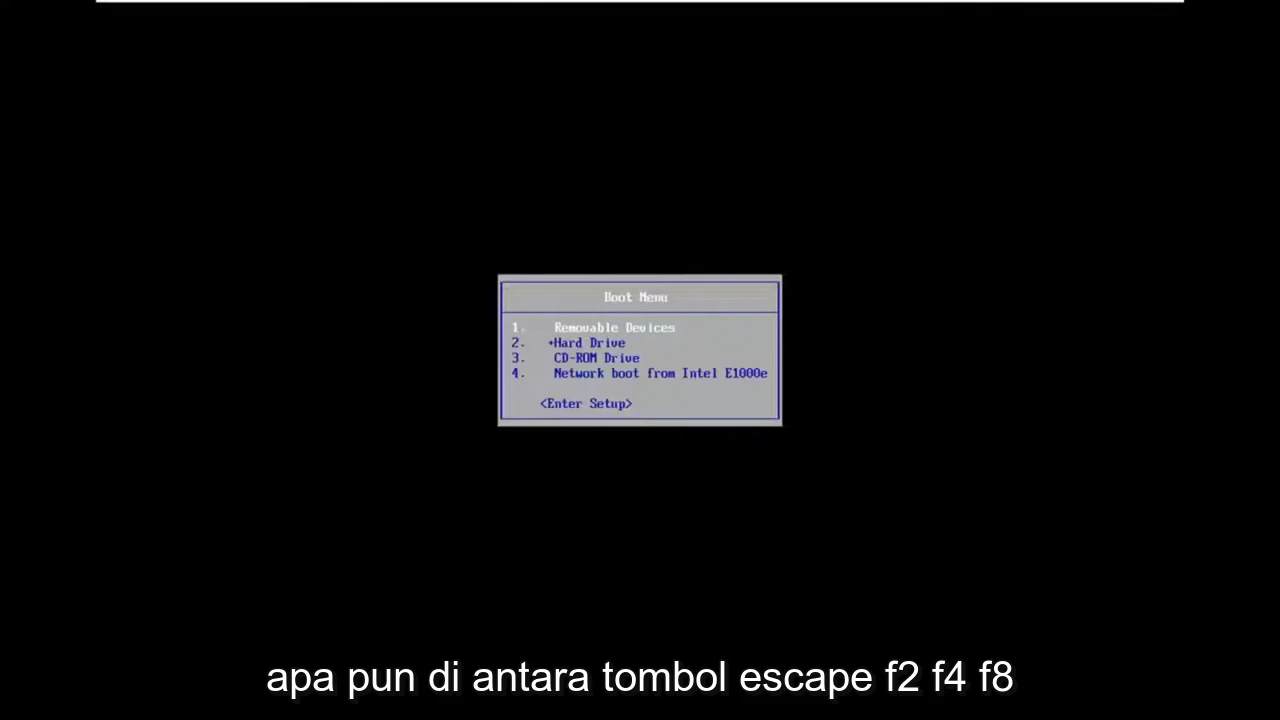 Boot Menu
1. Removable Devices
2. +Hard Drive
3. CD-ROM Drive
4. Network boot from Intel E1000e
<Enter Setup>
apa pun di antara tombol escape f2 f4 f8